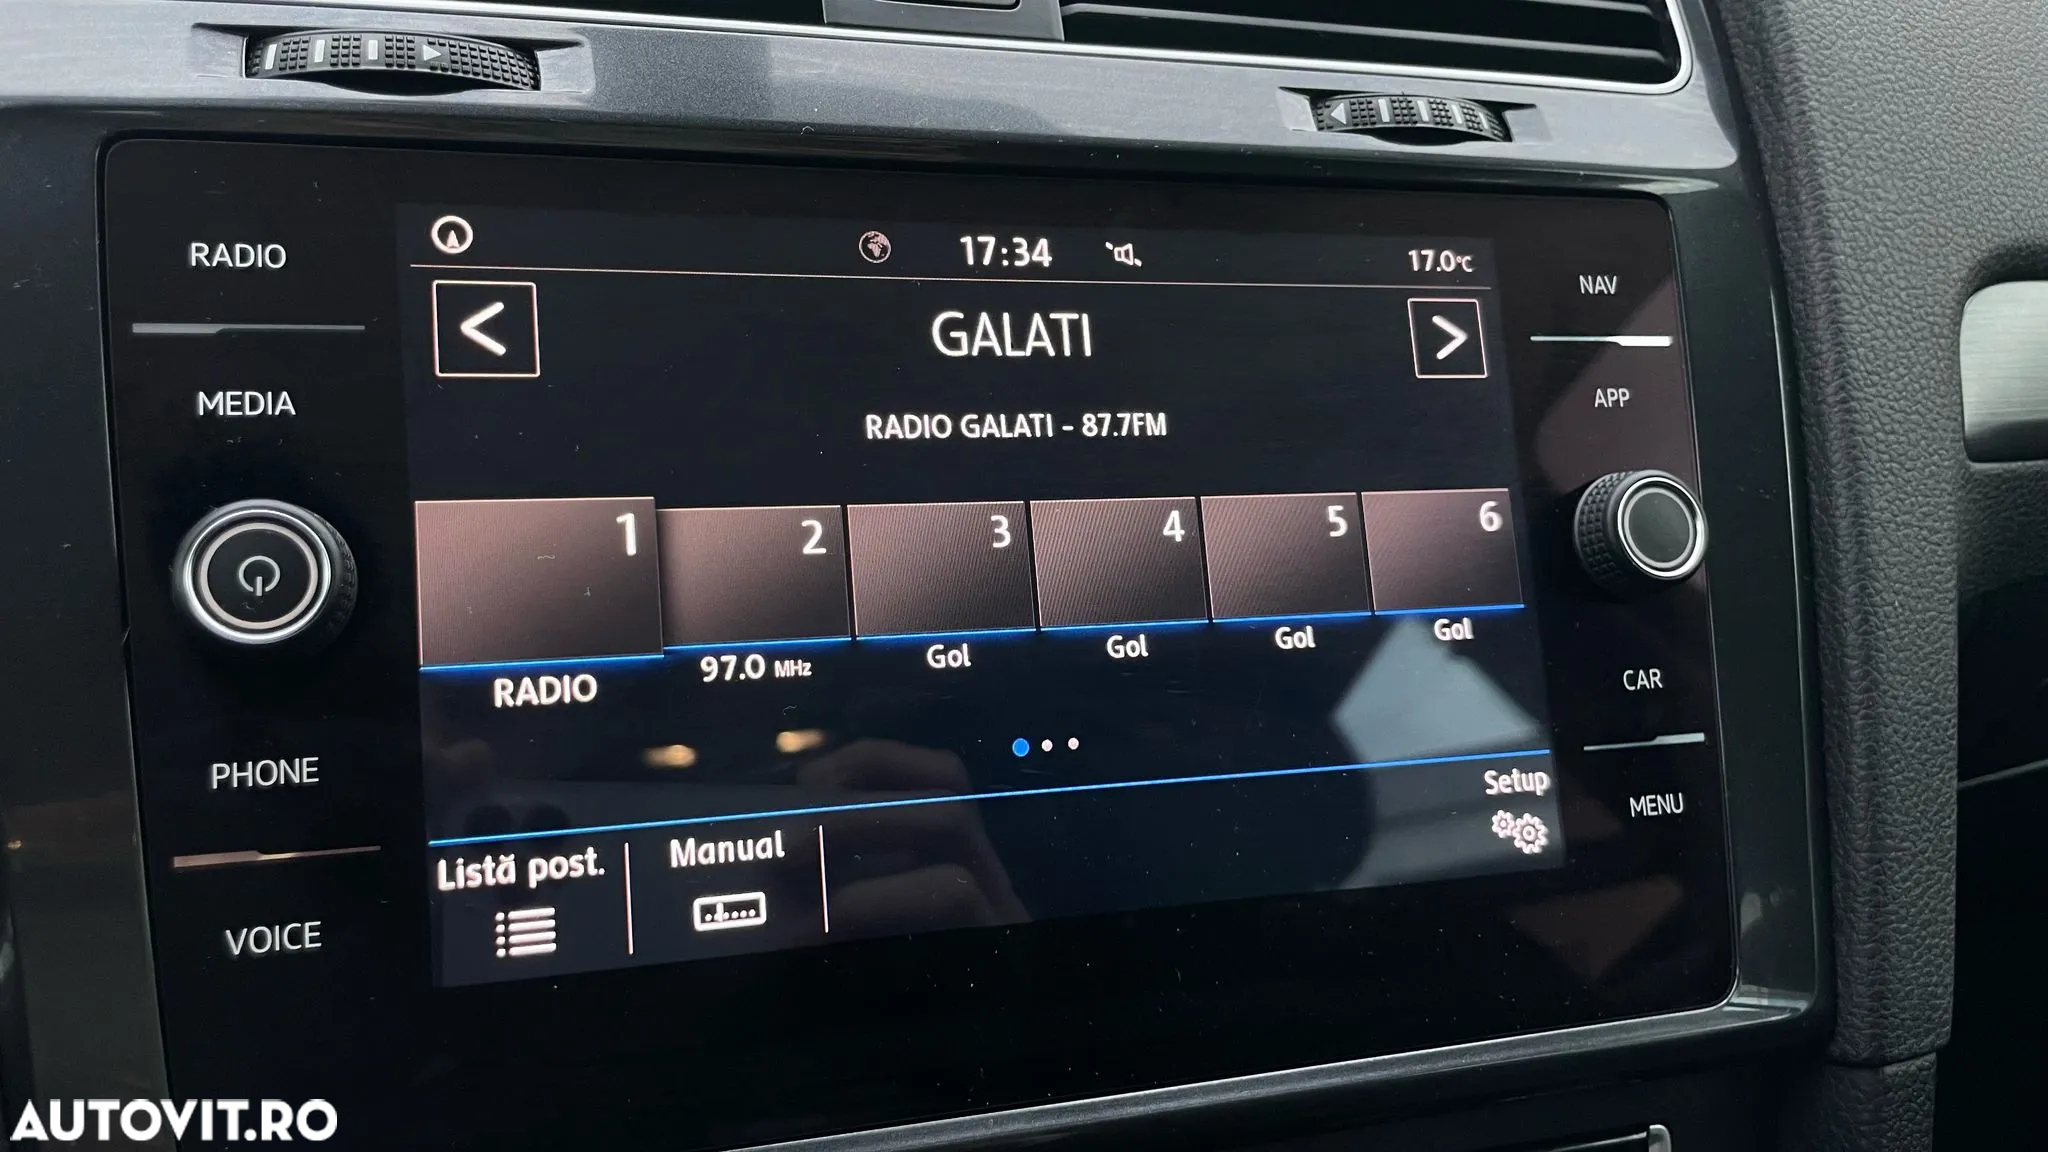 RADIO
MEDIA
PHONE
VOICE
17:34
17.0°C
<
GALATI
>
RADIO GALATI - 87.7FM
1
2
3
4
5
6
RADIO
97.0 MHz
Gol
Gol
Gol
Gol
Listă post.
Manual
Setup
NAV
APP
CAR
MENU
AUTOVIT.RO